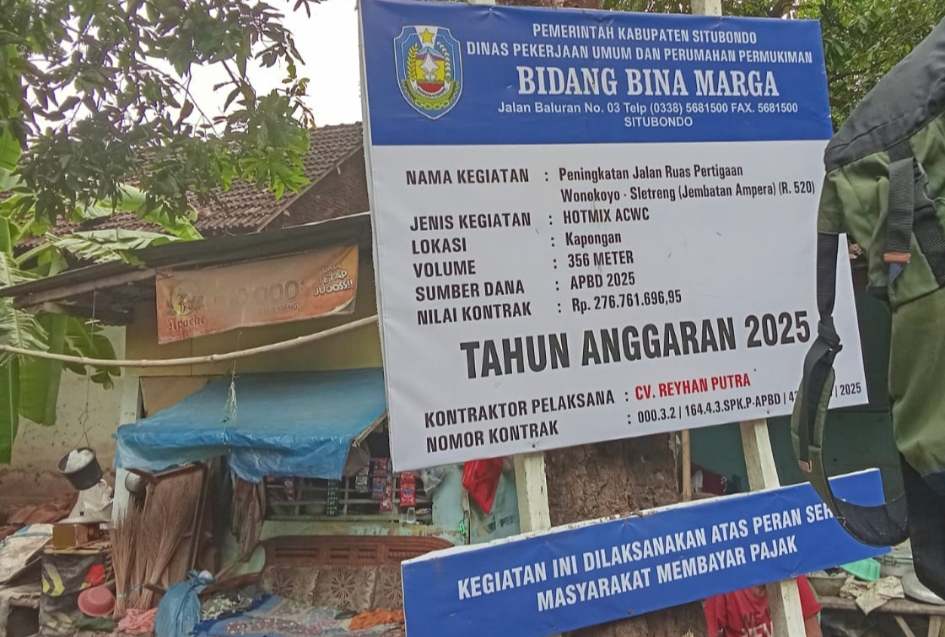 PEMERINTAH KABUPATEN SITUBONDO
DINAS PEKERJAAN UMUM DAN PERUMAHAN PERMUKIMAN
BIDANG BINA MARGA
Jalan Baluran No. 03 Telp (0338) 5681500 FAX. 5681500
SITUBONDO
NAMA KEGIATAN : Peningkatan Jalan Ruas Pertigaan
Wonokoyo - Sletreng (Jembatan Ampera) (R. 520)
JENIS KEGIATAN : HOTMIX ACWC
LOKASI : Kapongan
VOLUME : 356 METER
SUMBER DANA : APBD 2025
NILAI KONTRAK : Rp. 276.761.696,95
TAHUN ANGGARAN 2025
KONTRAKTOR PELAKSANA : CV. REYHAN PUTRA
NOMOR KONTRAK : 000.3.2 | 164.4.3.SPK.P-APBD | 2025
KEGIATAN INI DILAKSANAKAN ATAS PERAN
MASYARAKAT MEMBAYAR PAJAK
Apache
ETAP
JUOOSS!!